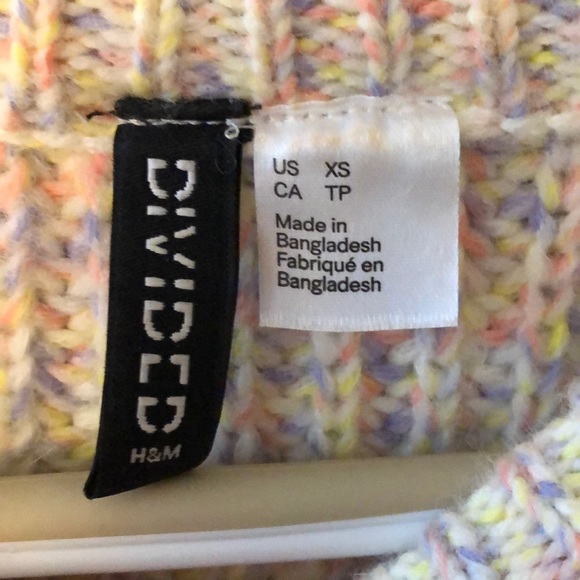 DIVIDED
H&M
US XS
CA TP
Made in
Bangladesh
Fabriqué en
Bangladesh